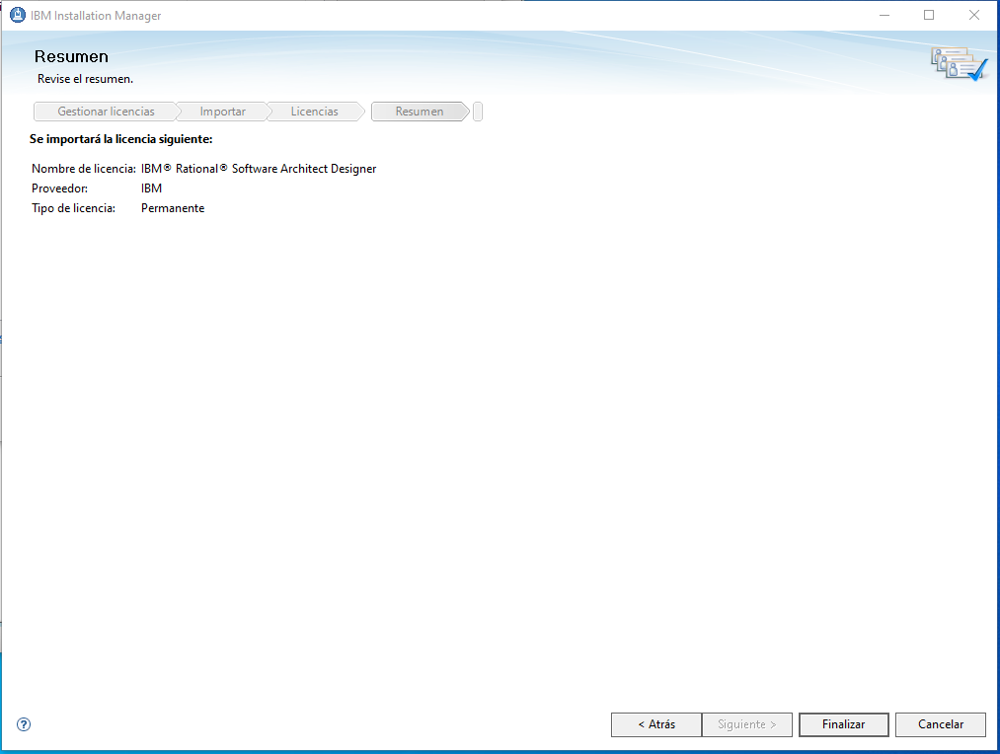 IBM Installation Manager
Resumen
Revise el resumen.
Gestionar licencias Importar Licencias Resumen
Se importará la licencia siguiente:
Nombre de licencia: IBM® Rational® Software Architect Designer
Proveedor: IBM
Tipo de licencia: Permanente
? < Atrás Siguiente > Finalizar Cancelar